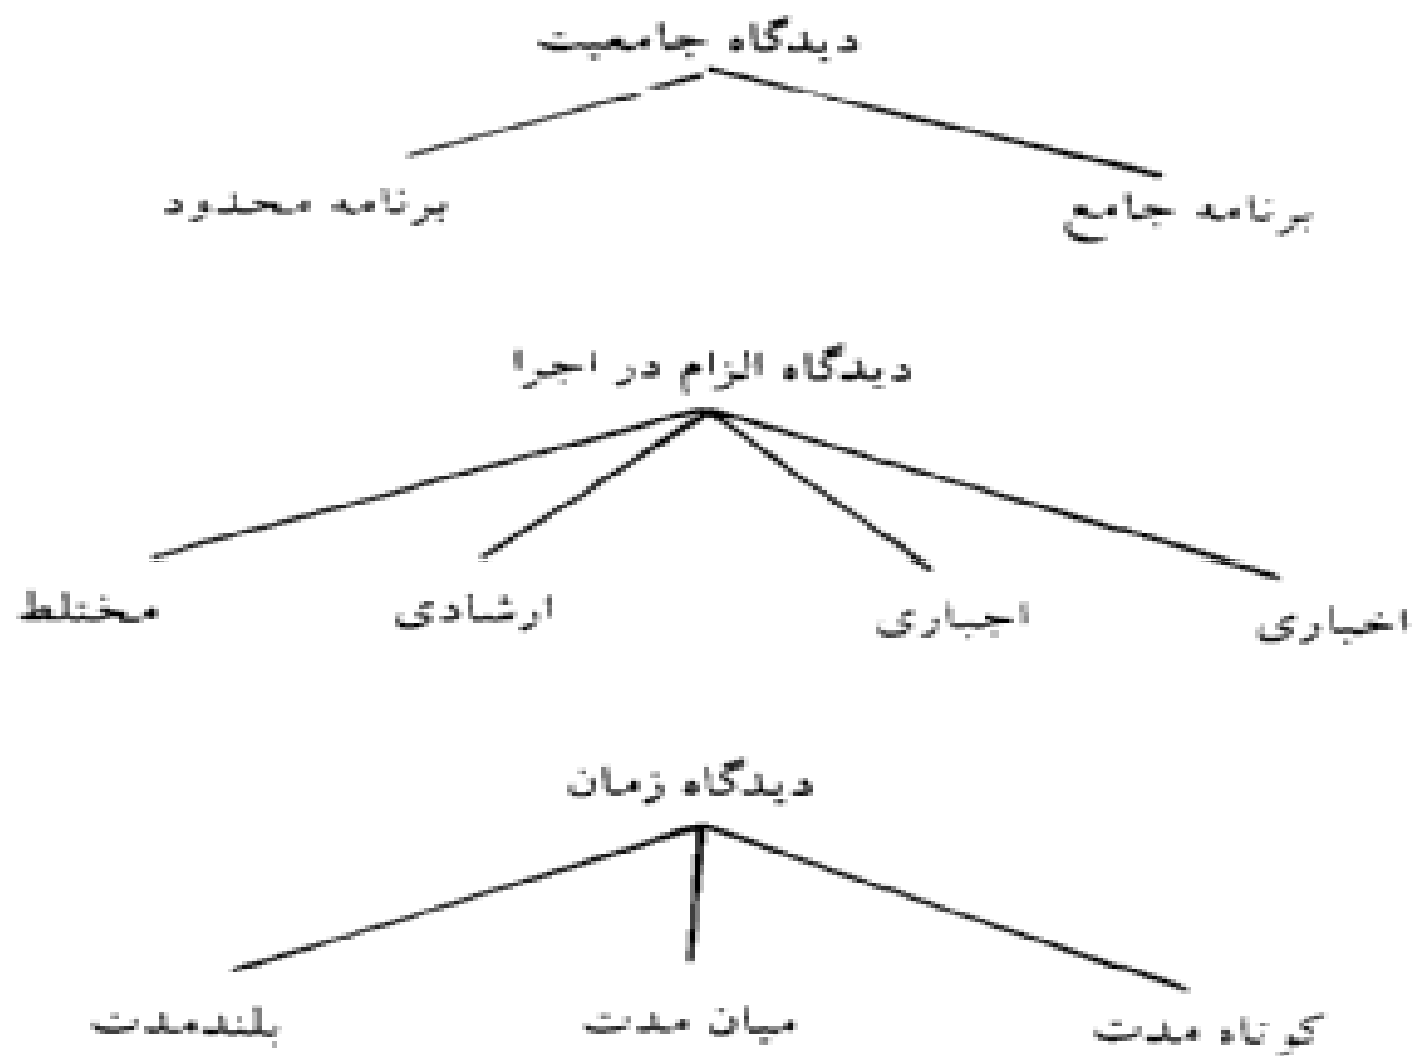 دیدگاه جامعیت
برنامه جامع برنامه محدود
دیدگاه الزام در اجرا
اخباری اجباری ارشادی مختلط
دیدگاه زمان
کوتاه مدت میان مدت بلندمدت